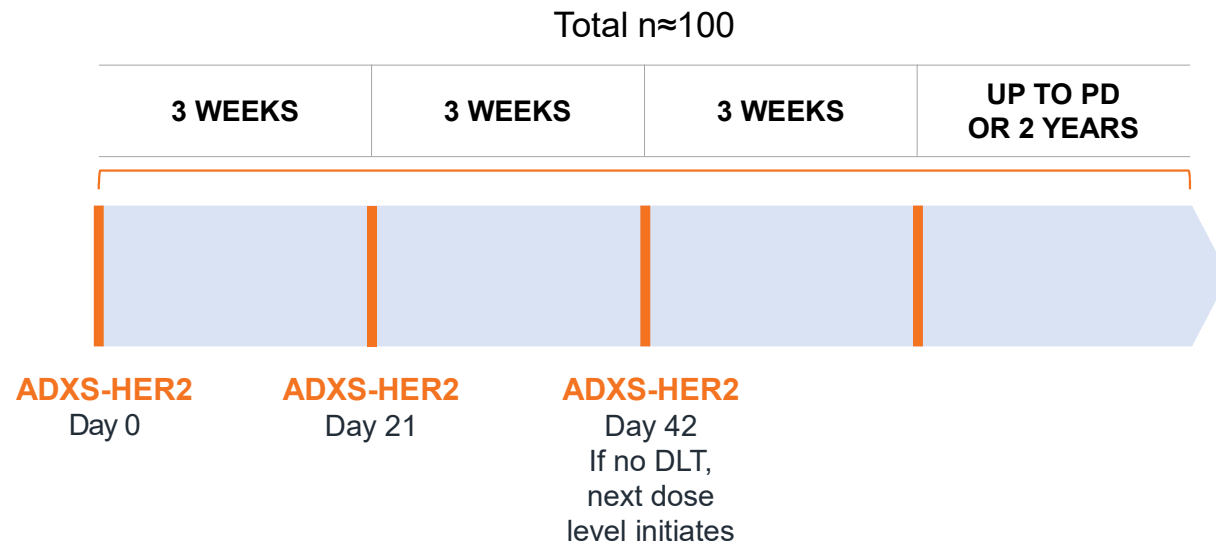 Total n≈100
3 WEEKS
3 WEEKS
3 WEEKS
UP TO PD
OR 2 YEARS
ADXS-HER2
Day 0
ADXS-HER2
Day 21
ADXS-HER2
Day 42
If no DLT,
next dose
level initiates